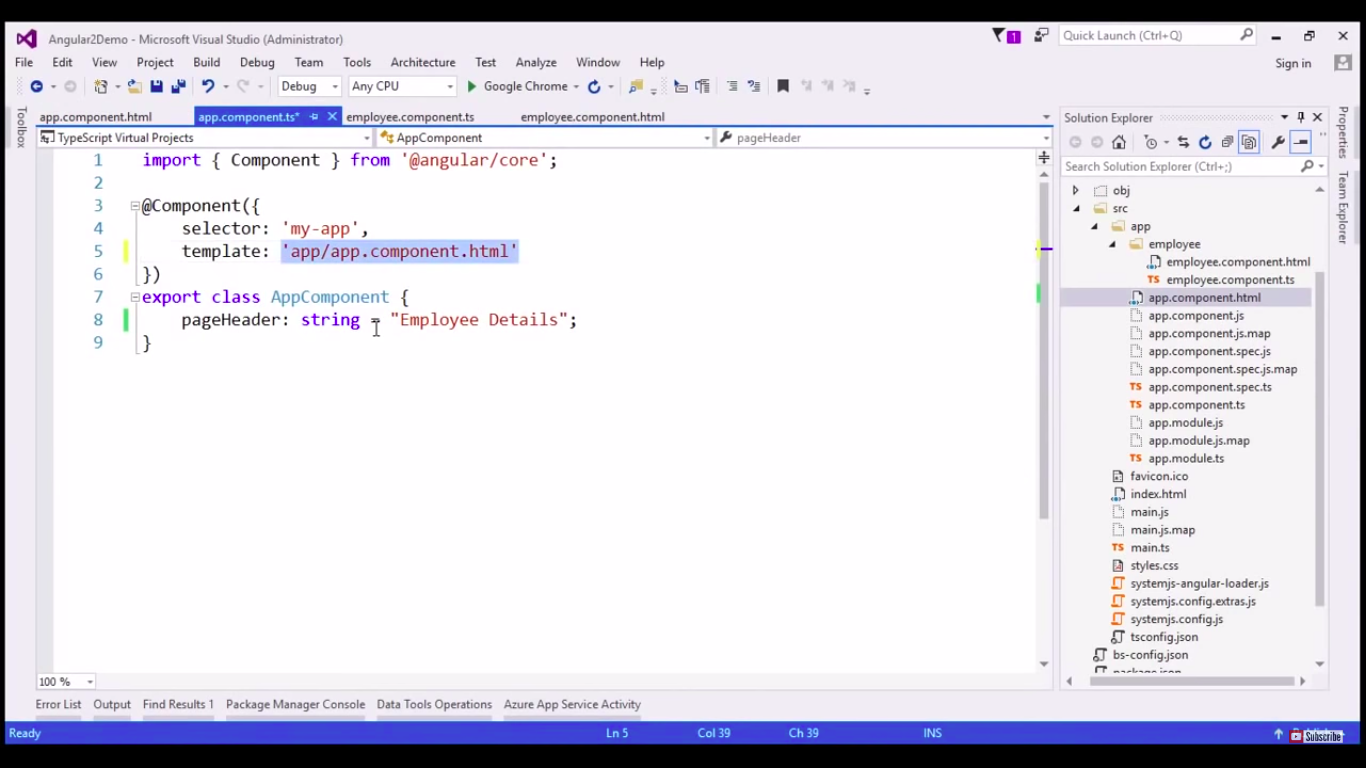 Angular2Demo - Microsoft Visual Studio (Administrator)
1
Quick Launch (Ctrl+Q)
File Edit View Project Build Debug Team Tools Architecture Test Analyze Window Help
Sign in
Debug Any CPU Google Chrome
Toolbox
app.component.html app.component.ts* employee.component.ts employee.component.html
TypeScript Virtual Projects AppComponent pageHeader
1 import { Component } from '@angular/core';
2
3 @Component({
4 selector: 'my-app',
5 template: 'app/app.component.html'
6 })
7 export class AppComponent {
8 pageHeader: string = "Employee Details";
9 }
100 %
Solution Explorer
Search Solution Explorer (Ctrl+;)
obj
src
app
employee
employee.component.html
TS employee.component.ts
app.component.html
app.component.js
app.component.js.map
app.component.spec.js
app.component.spec.js.map
TS app.component.spec.ts
TS app.component.ts
app.module.js
app.module.js.map
TS app.module.ts
favicon.ico
index.html
main.js
main.js.map
TS main.ts
styles.css
systemjs-angular-loader.js
systemjs.config.extras.js
systemjs.config.js
tsconfig.json
bs-config.json
package.json
Properties
Team Explorer
Error List Output Find Results 1 Package Manager Console Data Tools Operations Azure App Service Activity
Ready Ln 5 Col 39 Ch 39 INS
Subscribe